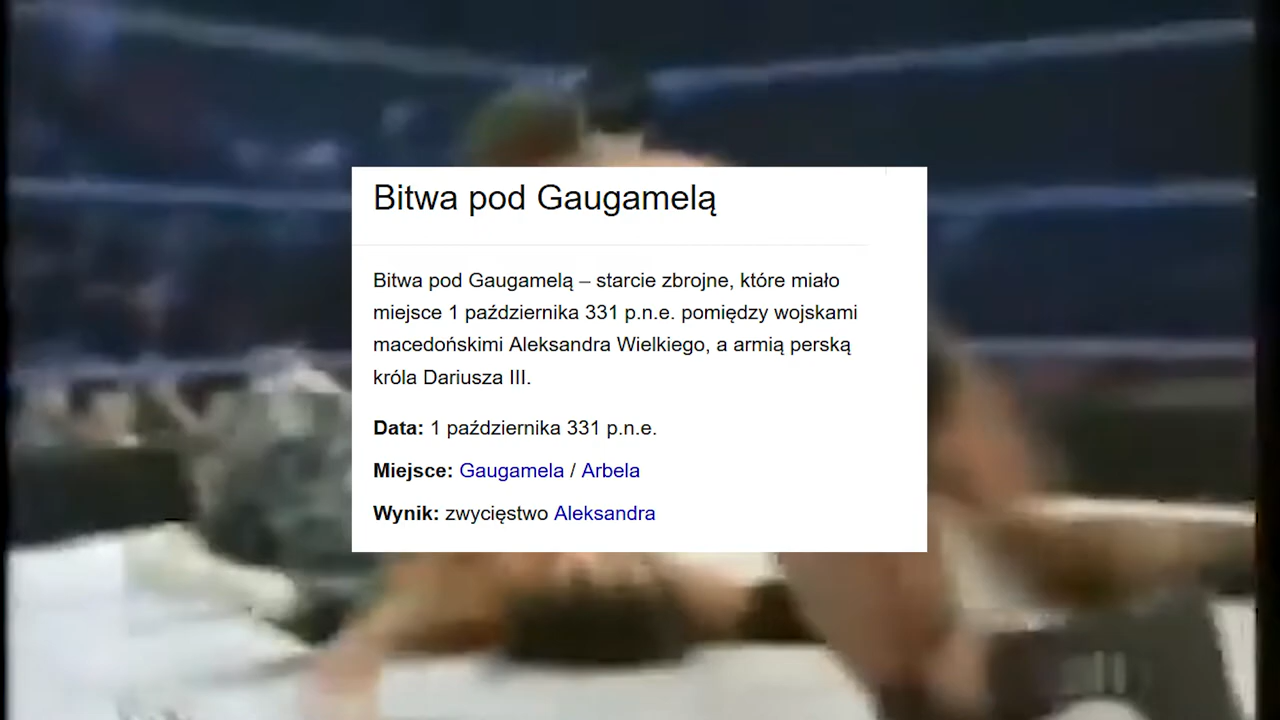 Bitwa pod Gaugamelą
Bitwa pod Gaugamelą – starcie zbrojne, które miało
miejsce 1 października 331 p.n.e. pomiędzy wojskami
macedońskimi Aleksandra Wielkiego, a armią perską
króla Dariusza III.
Data: 1 października 331 p.n.e.
Miejsce: Gaugamela / Arbela
Wynik: zwycięstwo Aleksandra